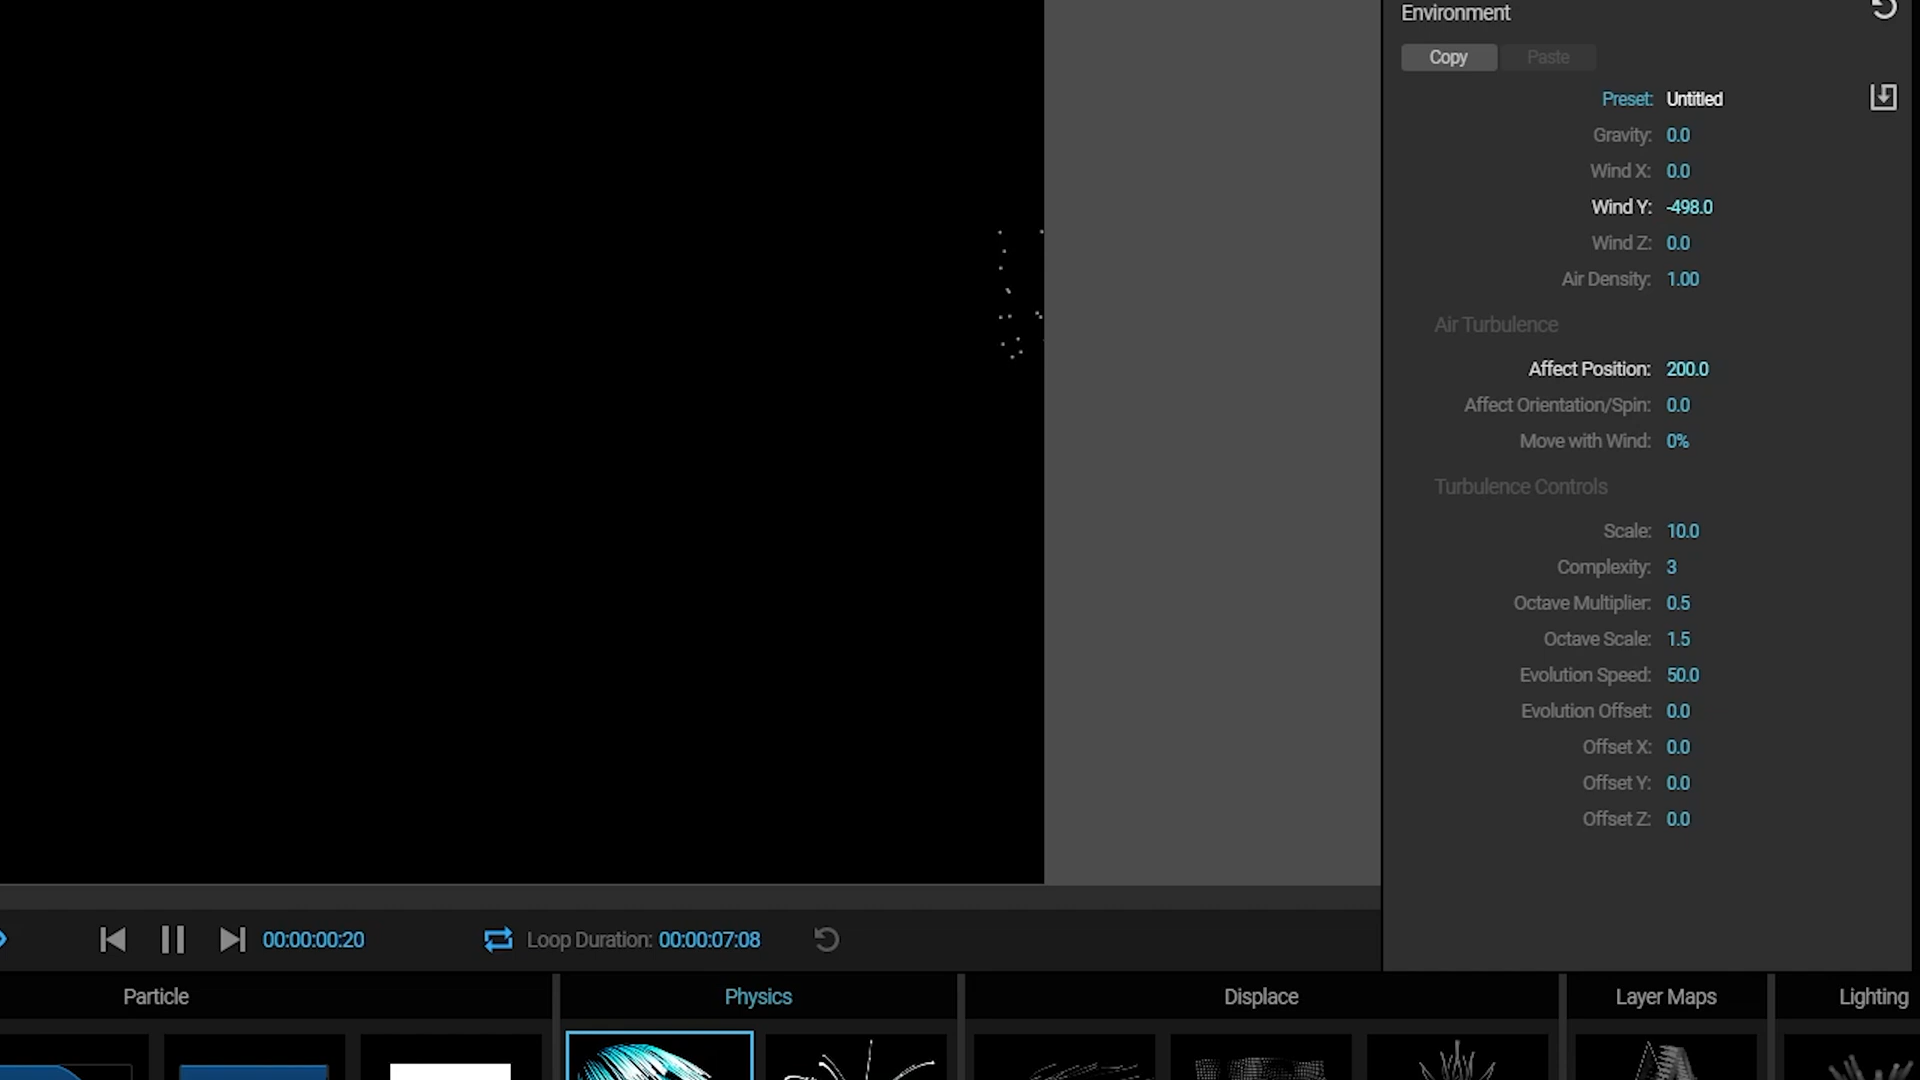 Environment
Copy Paste
Preset: Untitled
Gravity: 0.0
Wind X: 0.0
Wind Y: -498.0
Wind Z: 0.0
Air Density: 1.00
Air Turbulence
Affect Position: 200.0
Affect Orientation/Spin: 0.0
Move with Wind: 0%
Turbulence Controls
Scale: 10.0
Complexity: 3
Octave Multiplier: 0.5
Octave Scale: 1.5
Evolution Speed: 50.0
Evolution Offset: 0.0
Offset X: 0.0
Offset Y: 0.0
Offset Z: 0.0
00:00:00:20 Loop Duration: 00:00:07:08
Particle Physics Displace Layer Maps Lighting